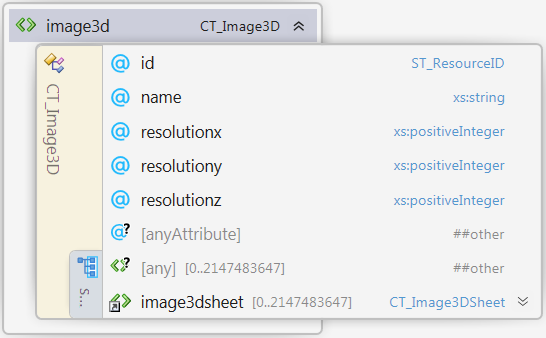 image3d CT_Image3D
CT_Image3D
@ id ST_ResourceID
@ name xs:string
@ resolutionx xs:positiveInteger
@ resolutiony xs:positiveInteger
@ resolutionz xs:positiveInteger
@? [anyAttribute] ##other
<>? [any] [0..2147483647] ##other
S...
image3dsheet [0..2147483647] CT_Image3DSheet